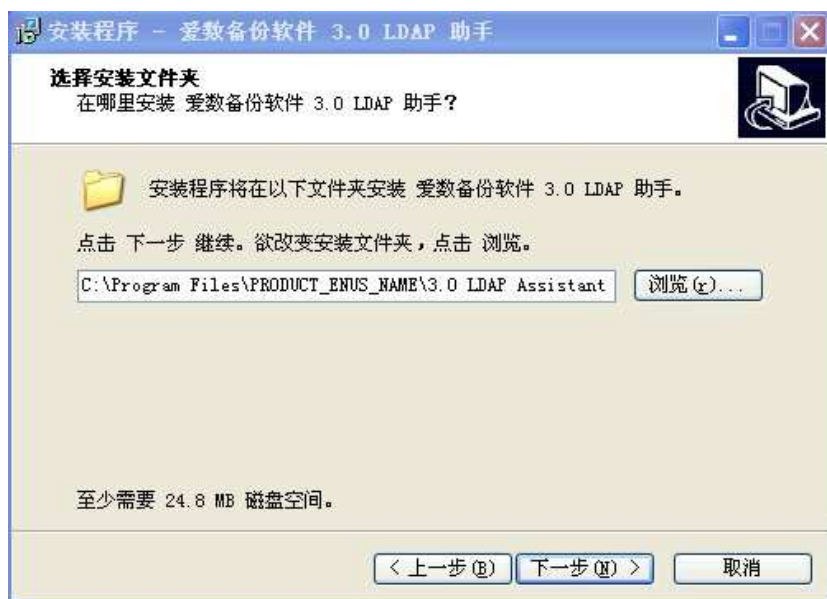 安装程序 - 爱数备份软件 3.0 LDAP 助手
选择安装文件夹
在哪里安装 爱数备份软件 3.0 LDAP 助手?
安装程序将在以下文件夹安装 爱数备份软件 3.0 LDAP 助手。
点击 下一步 继续。欲改变安装文件夹，点击 浏览。
C:\Program Files\PRODUCT_ENUS_NAME\3.0 LDAP Assistant 浏览(r)...
至少需要 24.8 MB 磁盘空间。
< 上一步(B) 下一步(N) > 取消